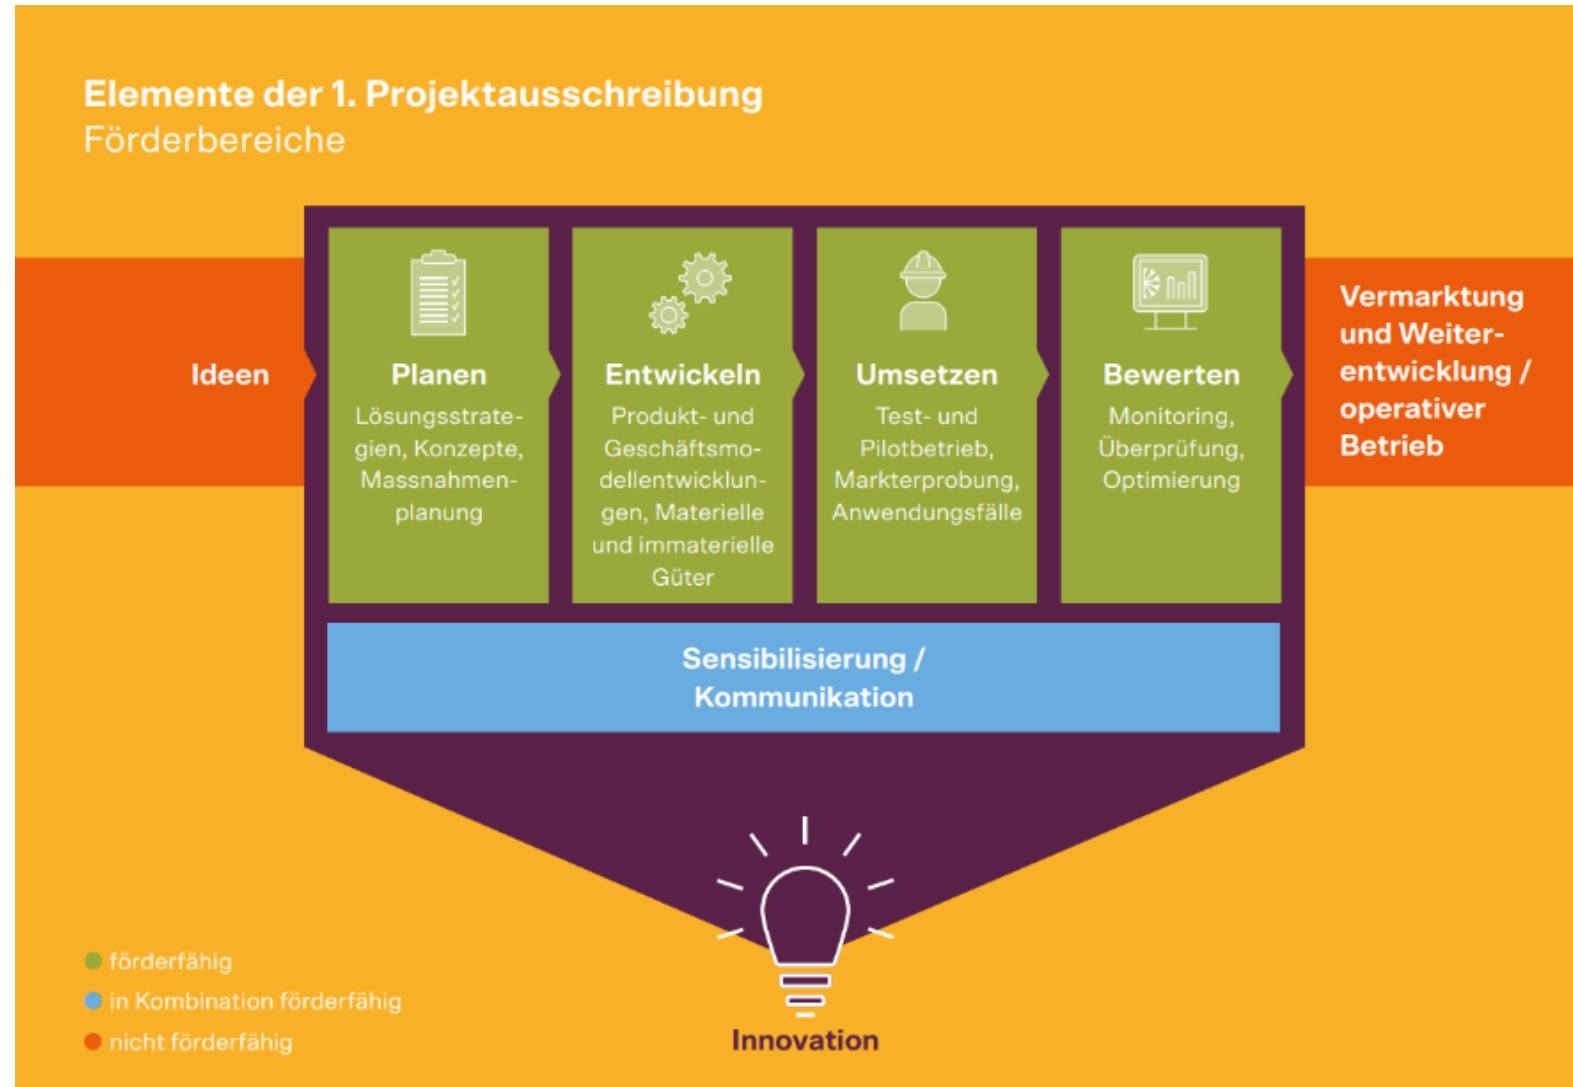 Elemente der 1. Projektausschreibung
Förderbereiche
Ideen
Planen
Lösungsstrate-
gien, Konzepte,
Massnahmen-
planung
Entwickeln
Produkt- und
Geschäftsmo-
dellentwicklun-
gen, Materielle
und immaterielle
Güter
Umsetzen
Test- und
Pilotbetrieb,
Markterprobung,
Anwendungsfälle
Bewerten
Monitoring,
Überprüfung,
Optimierung
Vermarktung
und Weiter-
entwicklung /
operativer
Betrieb
Sensibilisierung /
Kommunikation
förderfähig
in Kombination förderfähig
nicht förderfähig
Innovation